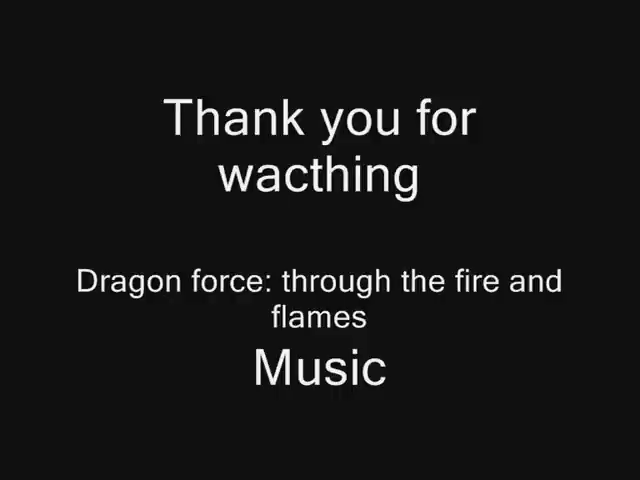 Thank you for
wacthing
Dragon force: through the fire and
flames
Music